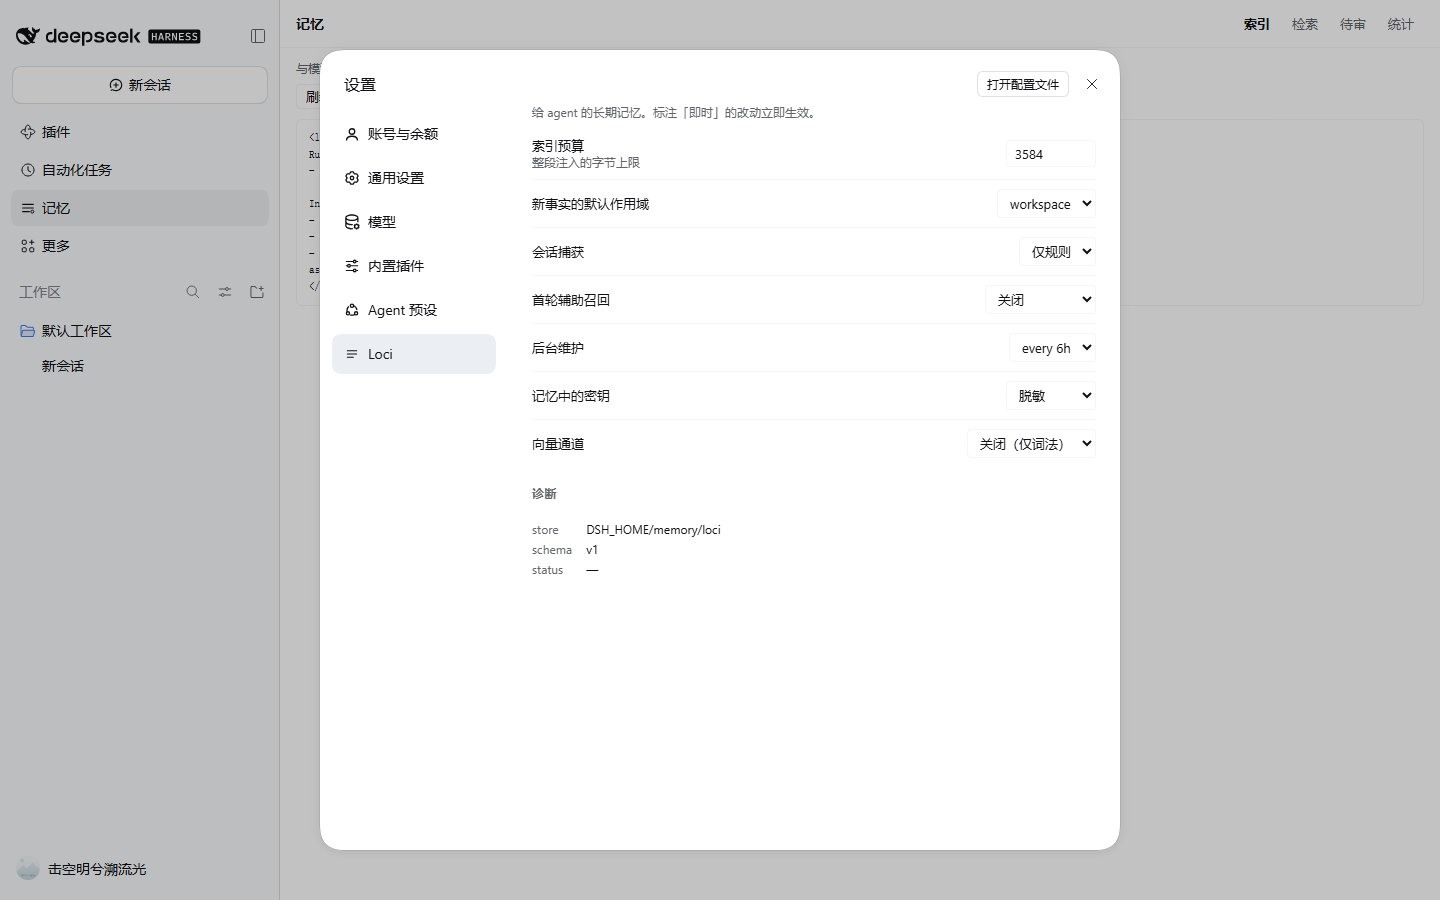 deepseek HARNESS
新会话
插件
自动化任务
记忆
更多
工作区
默认工作区
新会话
击空明兮溯流光
记忆
索引
检索
待审
统计
与模
刷
<l
Ru
-
In
-
-
-
as
</
设置
打开配置文件
账号与余额
通用设置
模型
内置插件
Agent 预设
Loci
给 agent 的长期记忆。标注「即时」的改动立即生效。
索引预算
整段注入的字节上限
3584
新事实的默认作用域
workspace
会话捕获
仅规则
首轮辅助召回
关闭
后台维护
every 6h
记忆中的密钥
脱敏
向量通道
关闭（仅词法）
诊断
store DSH_HOME/memory/loci
schema v1
status —